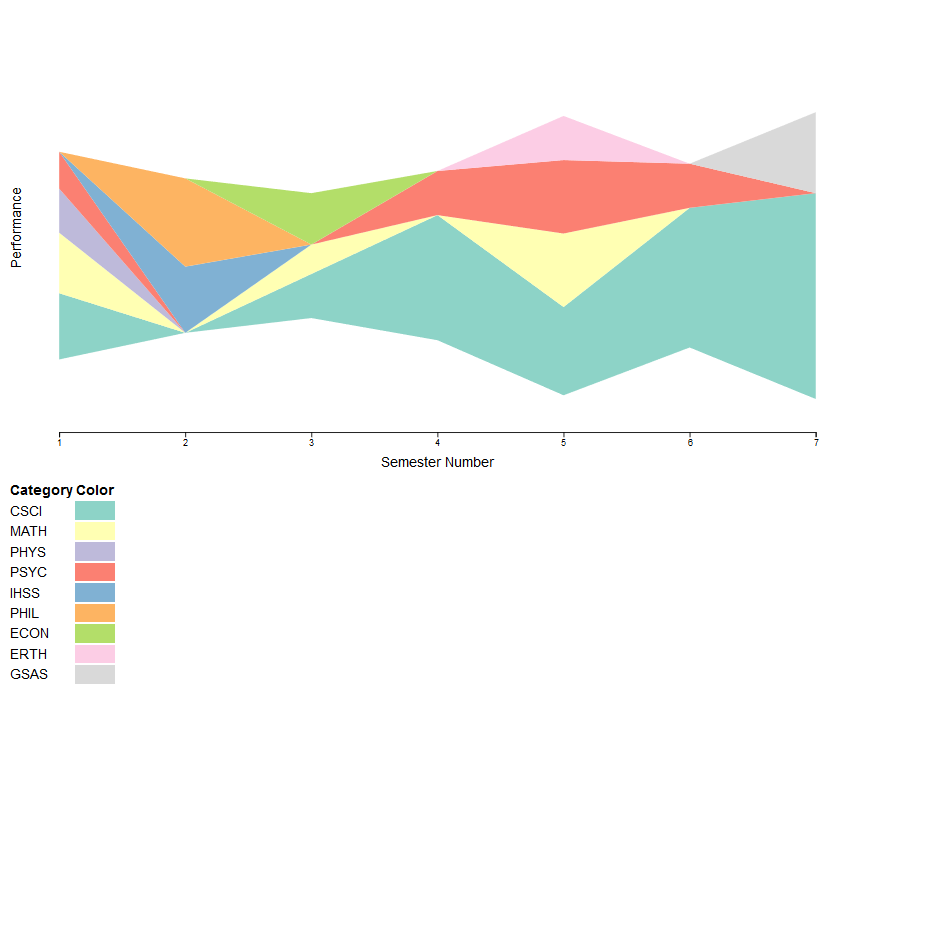 Performance
1 2 3 4 5 6 7
Semester Number
Category Color
CSCI
MATH
PHYS
PSYC
IHSS
PHIL
ECON
ERTH
GSAS